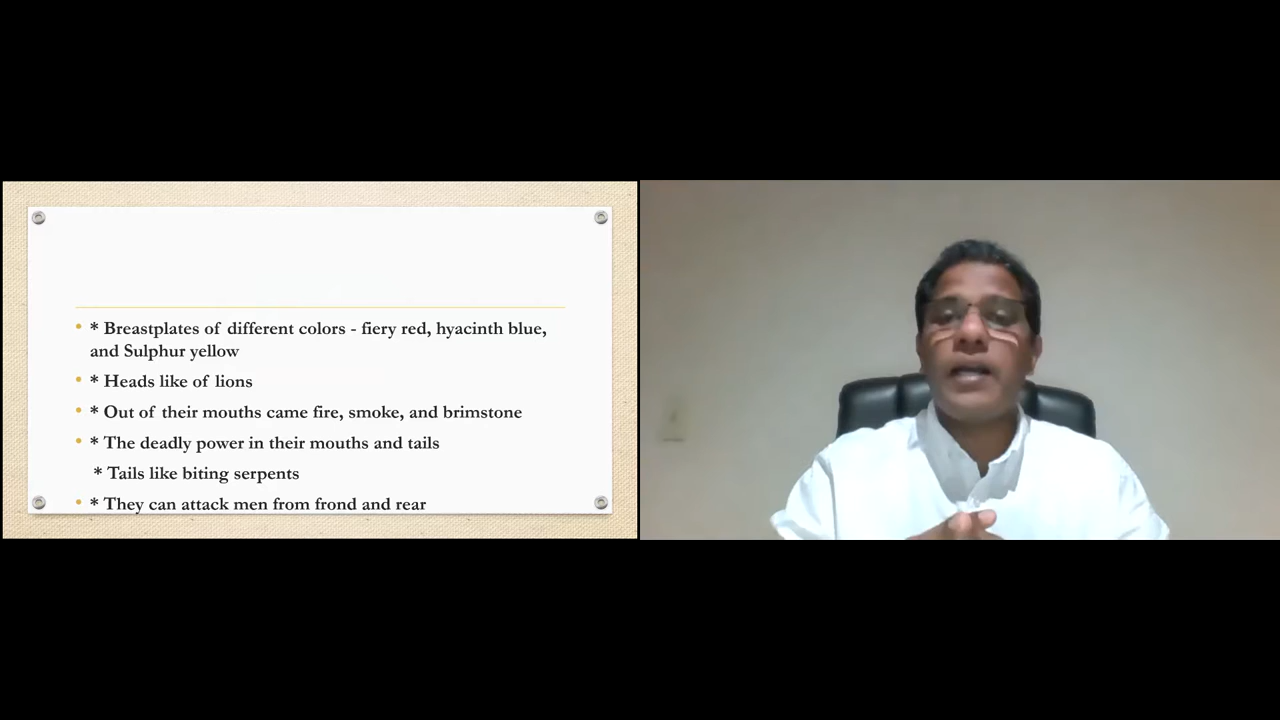 • * Breastplates of different colors - fiery red, hyacinth blue,
and Sulphur yellow
• * Heads like of lions
• * Out of their mouths came fire, smoke, and brimstone
• * The deadly power in their mouths and tails
* Tails like biting serpents
• * They can attack men from frond and rear